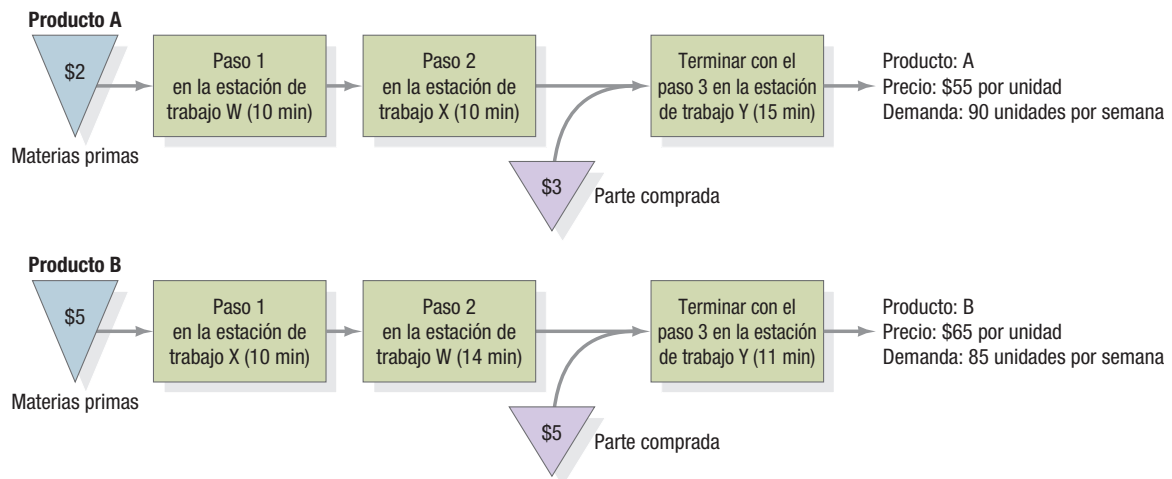 Producto A
$2
Materias primas
Paso 1
en la estación de
trabajo W (10 min)
Paso 2
en la estación de
trabajo X (10 min)
$3
Parte comprada
Terminar con el
paso 3 en la estación
de trabajo Y (15 min)
Producto: A
Precio: $55 por unidad
Demanda: 90 unidades por semana
Producto B
$5
Materias primas
Paso 1
en la estación de
trabajo X (10 min)
Paso 2
en la estación de
trabajo W (14 min)
$5
Parte comprada
Terminar con el
paso 3 en la estación
de trabajo Y (11 min)
Producto: B
Precio: $65 por unidad
Demanda: 85 unidades por semana